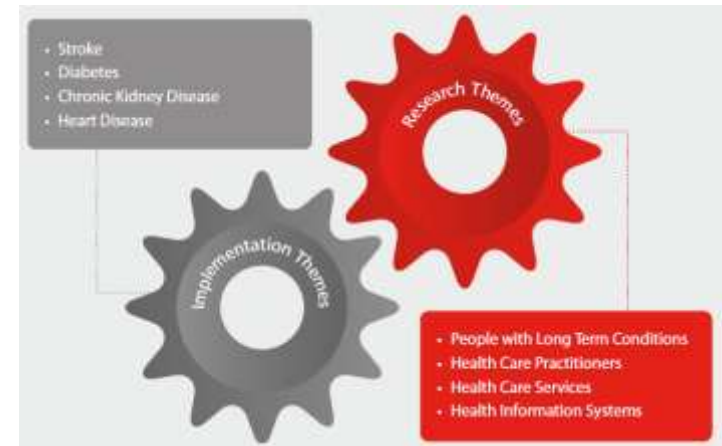 • Stroke
• Diabetes
• Chronic Kidney Disease
• Heart Disease
Research Themes
Implementation Themes
• People with Long Term Conditions
• Health Care Practitioners
• Health Care Services
• Health Information Systems